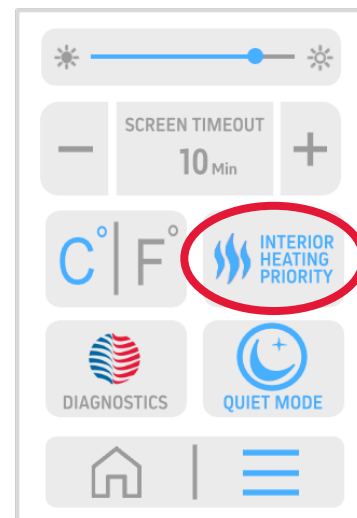 SCREEN TIMEOUT
10 Min
C° | F°
INTERIOR
HEATING
PRIORITY
DIAGNOSTICS
QUIET MODE